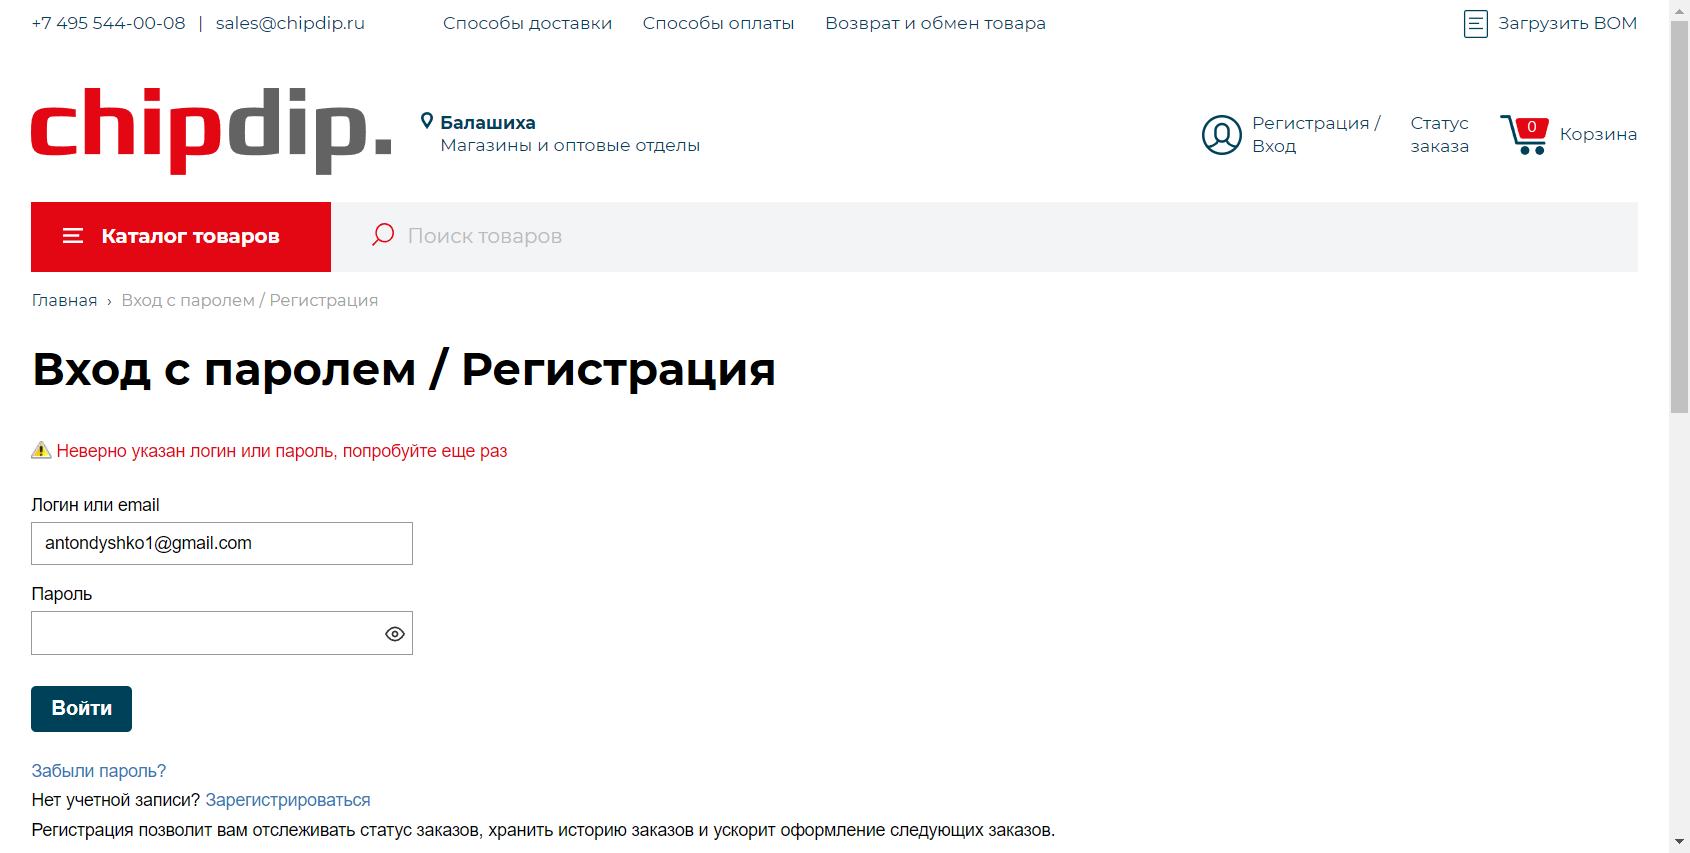 +7 495 544-00-08 | sales@chipdip.ru Способы доставки Способы оплаты Возврат и обмен товара Загрузить BOM
chipdip.
Балашиха
Магазины и оптовые отделы
Регистрация /
Вход
Статус
заказа
0
Корзина
Каталог товаров
Поиск товаров
Главная › Вход с паролем / Регистрация
Вход с паролем / Регистрация
Неверно указан логин или пароль, попробуйте еще раз
Логин или email
antondyshko1@gmail.com
Пароль
Войти
Забыли пароль?
Нет учетной записи? Зарегистрироваться
Регистрация позволит вам отслеживать статус заказов, хранить историю заказов и ускорит оформление следующих заказов.